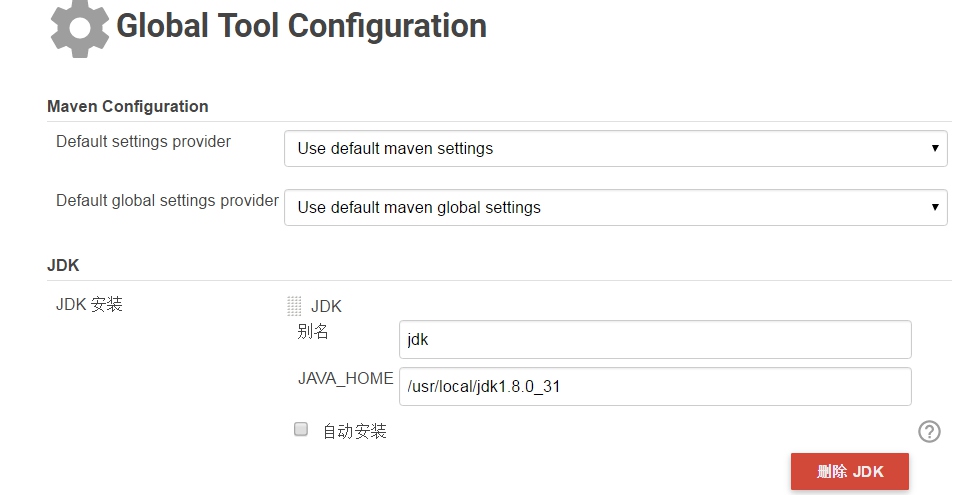 Global Tool Configuration
Maven Configuration
Default settings provider
Use default maven settings
Default global settings provider
Use default maven global settings
JDK
JDK 安装
JDK
别名
jdk
JAVA_HOME
/usr/local/jdk1.8.0_31
自动安装
?
删除 JDK